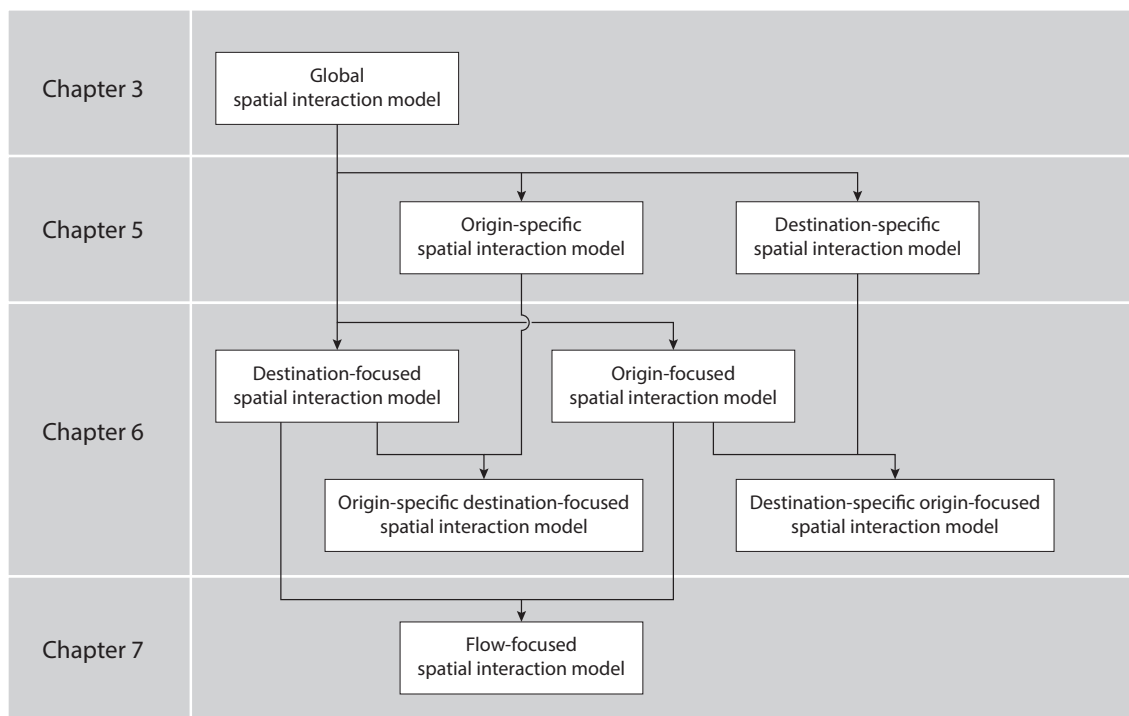 Chapter 3
Global
spatial interaction model
Chapter 5
Origin-specific
spatial interaction model
Destination-specific
spatial interaction model
Chapter 6
Destination-focused
spatial interaction model
Origin-focused
spatial interaction model
Origin-specific destination-focused
spatial interaction model
Destination-specific origin-focused
spatial interaction model
Chapter 7
Flow-focused
spatial interaction model